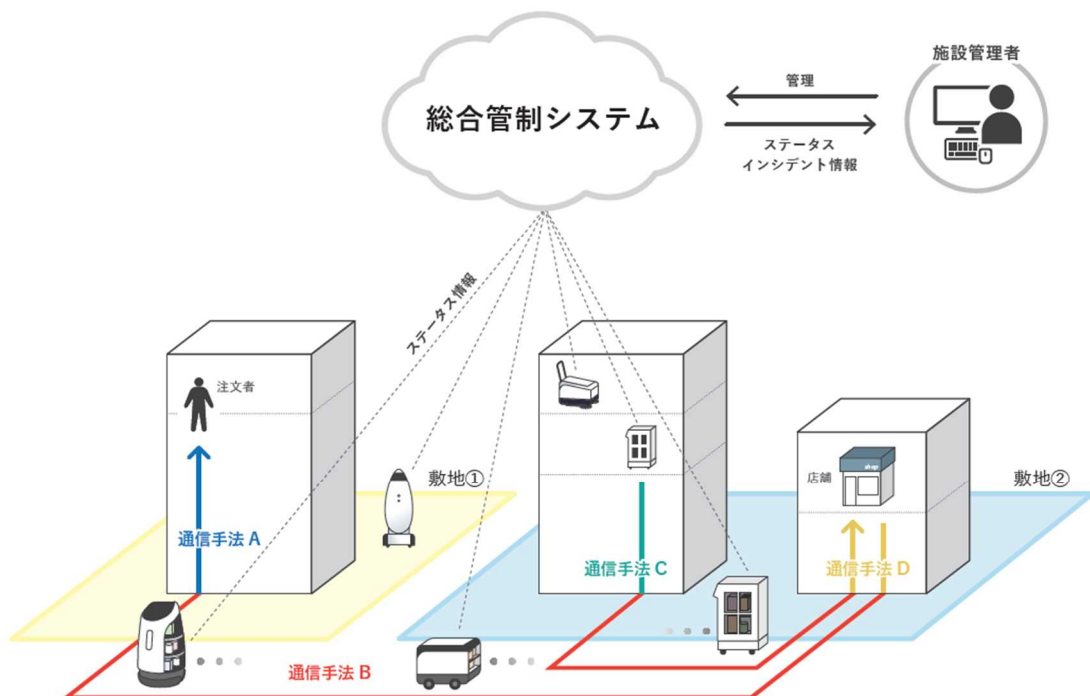 施設管理者
総合管制システム
管理
ステータス
インシデント情報
ステータス情報
注文者
敷地①
敷地②
shop
店舗
通信手法 A
通信手法 C
通信手法 D
通信手法 B